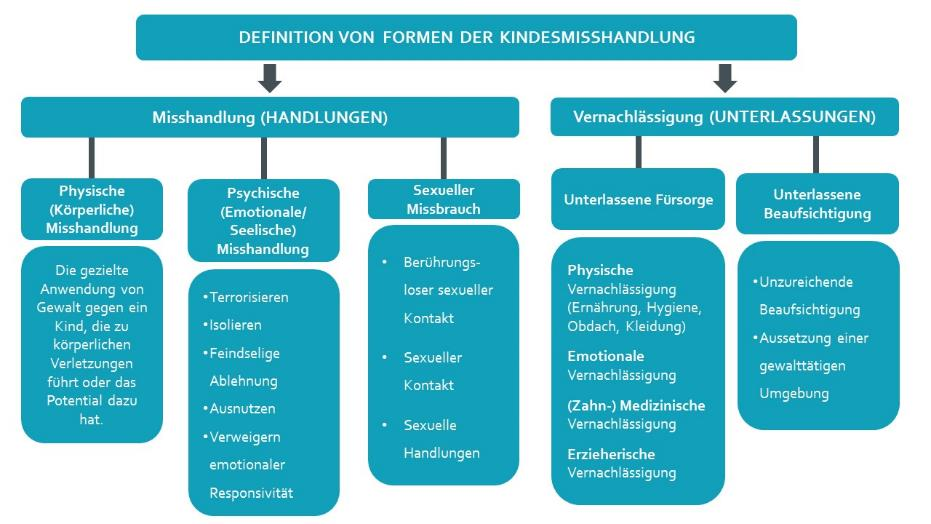 DEFINITION VON FORMEN DER KINDESMISSHANDLUNG
Misshandlung (HANDLUNGEN)
Physische
(Körperliche)
Misshandlung
Die gezielte
Anwendung von
Gewalt gegen ein
Kind, die zu
körperlichen
Verletzungen
führt oder das
Potential dazu
hat.
Psychische
(Emotionale/
Seelische)
Misshandlung
•Terrorisieren
•Isolieren
•Feindselige
Ablehnung
•Ausnutzen
•Verweigern
emotionaler
Responsivität
Sexueller
Missbrauch
• Berührungs-
loser sexueller
Kontakt
• Sexueller
Kontakt
• Sexuelle
Handlungen
Vernachlässigung (UNTERLASSUNGEN)
Unterlassene Fürsorge
Physische
Vernachlässigung
(Ernährung, Hygiene,
Obdach, Kleidung)
Emotionale
Vernachlässigung
(Zahn-) Medizinische
Vernachlässigung
Erzieherische
Vernachlässigung
Unterlassene
Beaufsichtigung
•Unzureichende
Beaufsichtigung
•Aussetzung einer
gewalttätigen
Umgebung